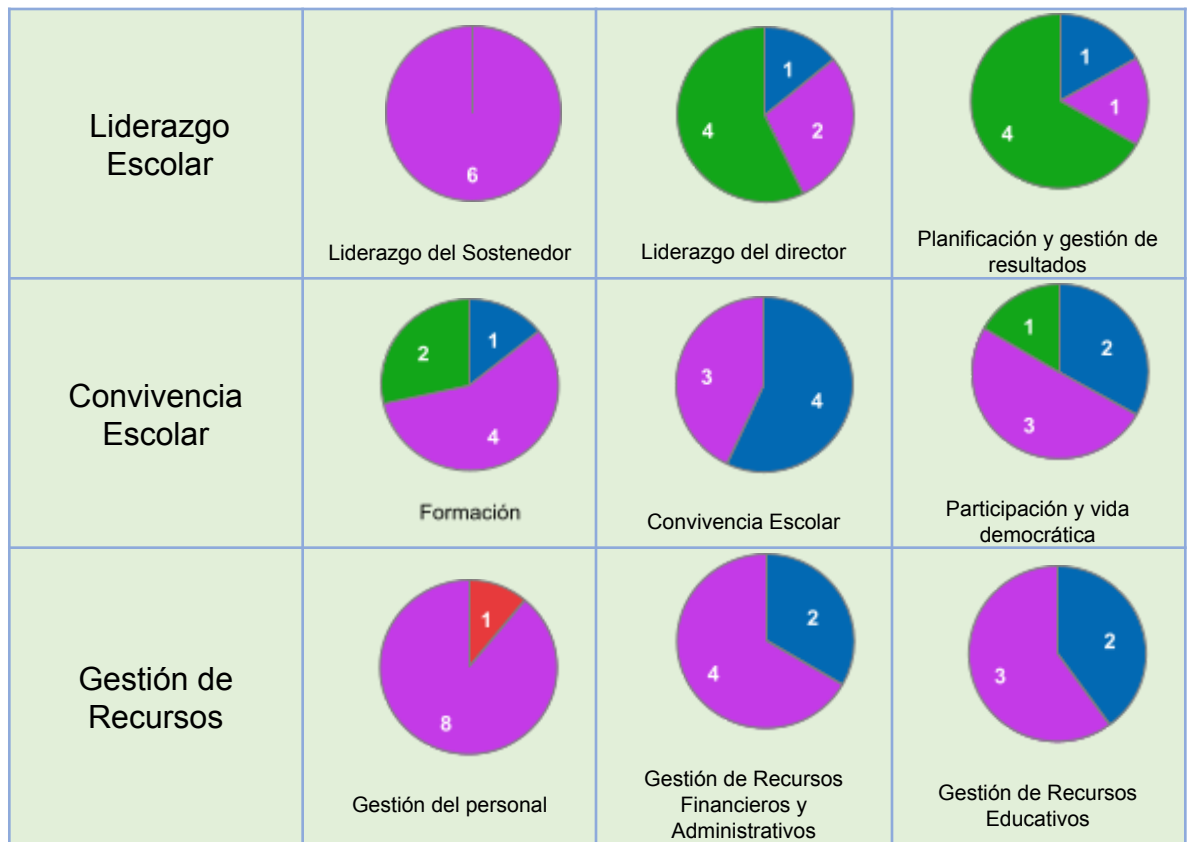 Liderazgo
Escolar
6
Liderazgo del Sostenedor
1
2
4
Liderazgo del director
1
1
4
Planificación y gestión de
resultados
Convivencia
Escolar
1
2
4
Formación
3
4
Convivencia Escolar
1
2
3
Participación y vida
democrática
Gestión de
Recursos
1
8
Gestión del personal
2
4
Gestión de Recursos
Financieros y
Administrativos
2
3
Gestión de Recursos
Educativos